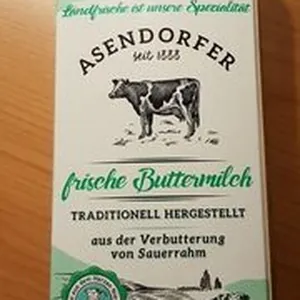 Landfrische ist unsere Spezialität
ASENDORFER
seit 1888
frische Buttermilch
TRADITIONELL HERGESTELLT
aus der Verbutterung
von Sauerrahm